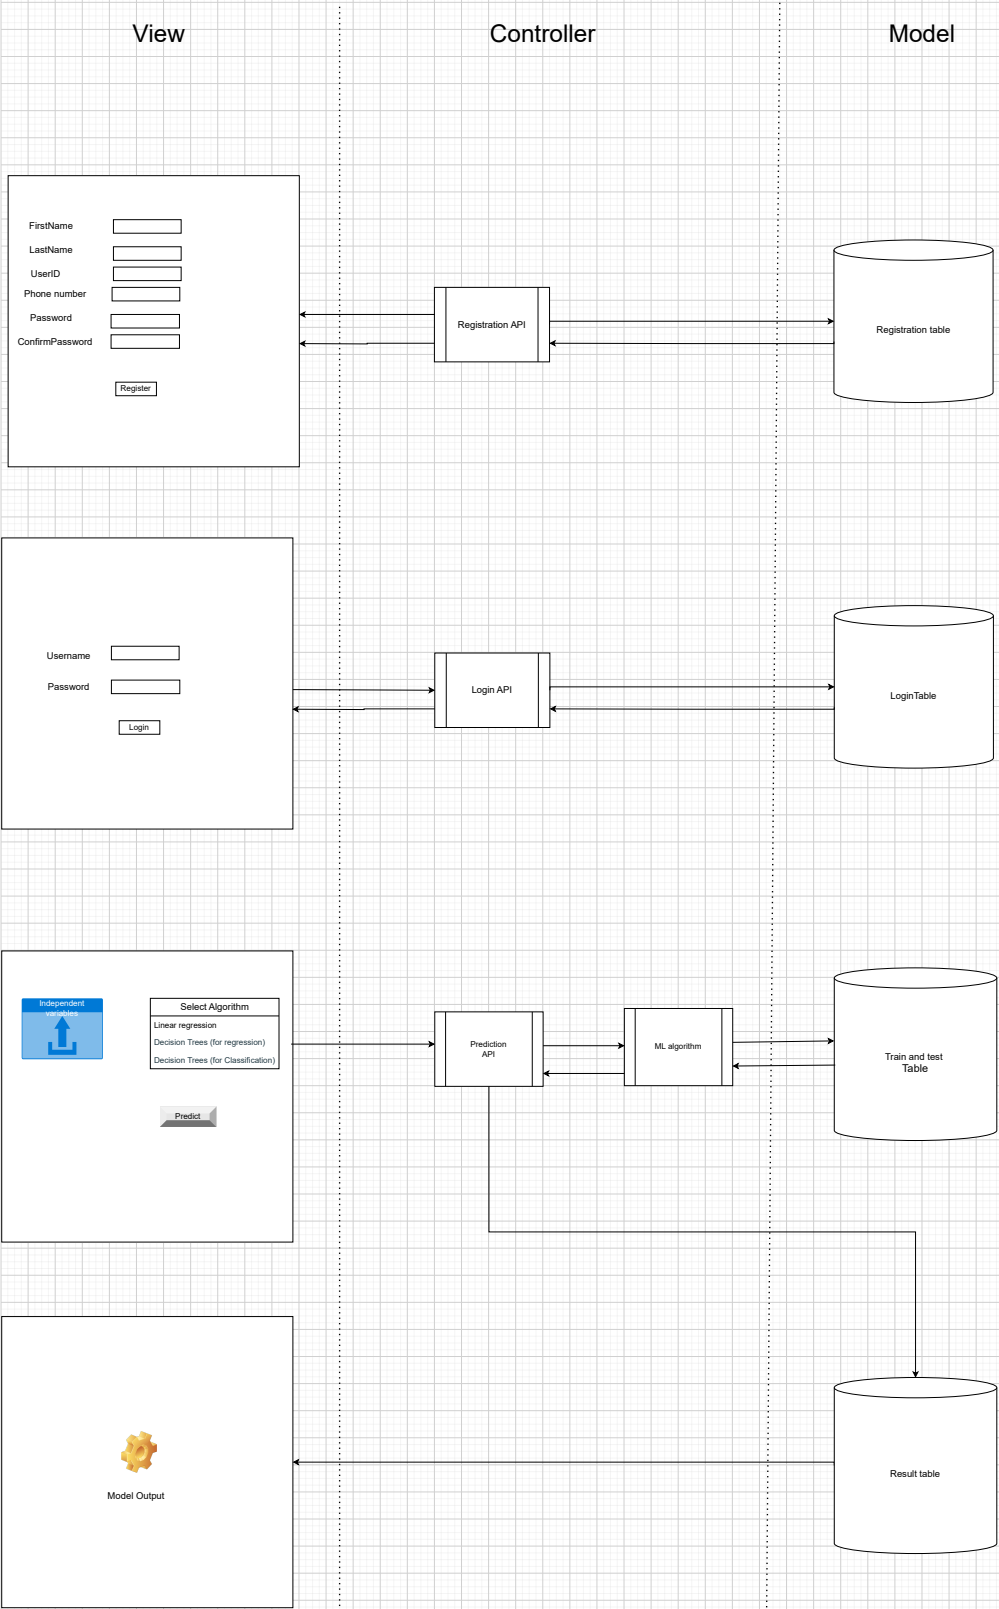 View
Controller
Model
FirstName
LastName
UserID
Phone number
Password
ConfirmPassword
Register
Registration API
Registration table
Username
Password
Login
Login API
LoginTable
Independent
variables
Select Algorithm
Linear regression
Decision Trees (for regression)
Decision Trees (for Classification)
Predict
Prediction
API
ML algorithm
Train and test
Table
Model Output
Result table